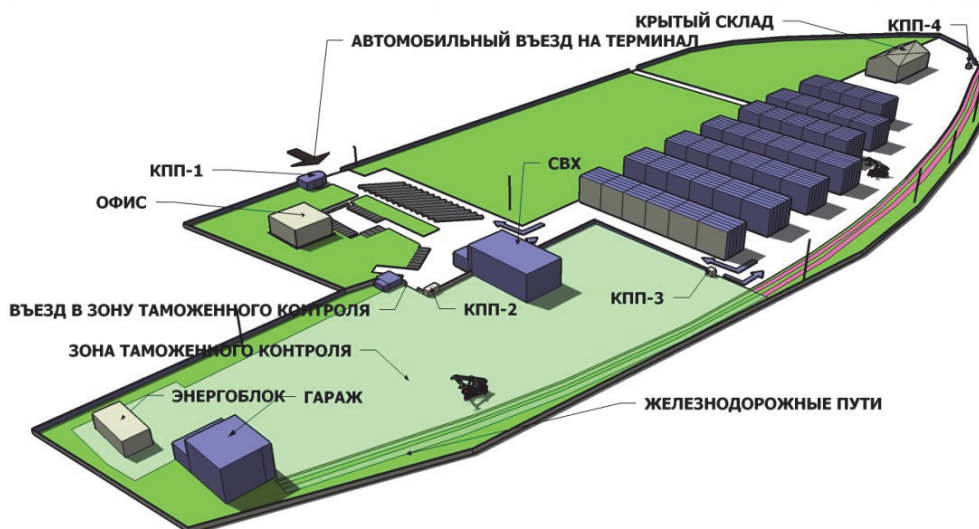 КРЫТЫЙ СКЛАД
КПП-4
АВТОМОБИЛЬНЫЙ ВЪЕЗД НА ТЕРМИНАЛ
КПП-1
СВХ
ОФИС
ВЪЕЗД В ЗОНУ ТАМОЖЕННОГО КОНТРОЛЯ
КПП-2
КПП-3
ЗОНА ТАМОЖЕННОГО КОНТРОЛЯ
ЭНЕРГОБЛОК
ГАРАЖ
ЖЕЛЕЗНОДОРОЖНЫЕ ПУТИ